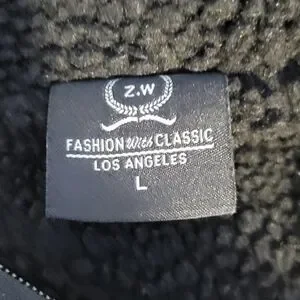 Z.W
FASHION With CLASSIC
LOS ANGELES
L